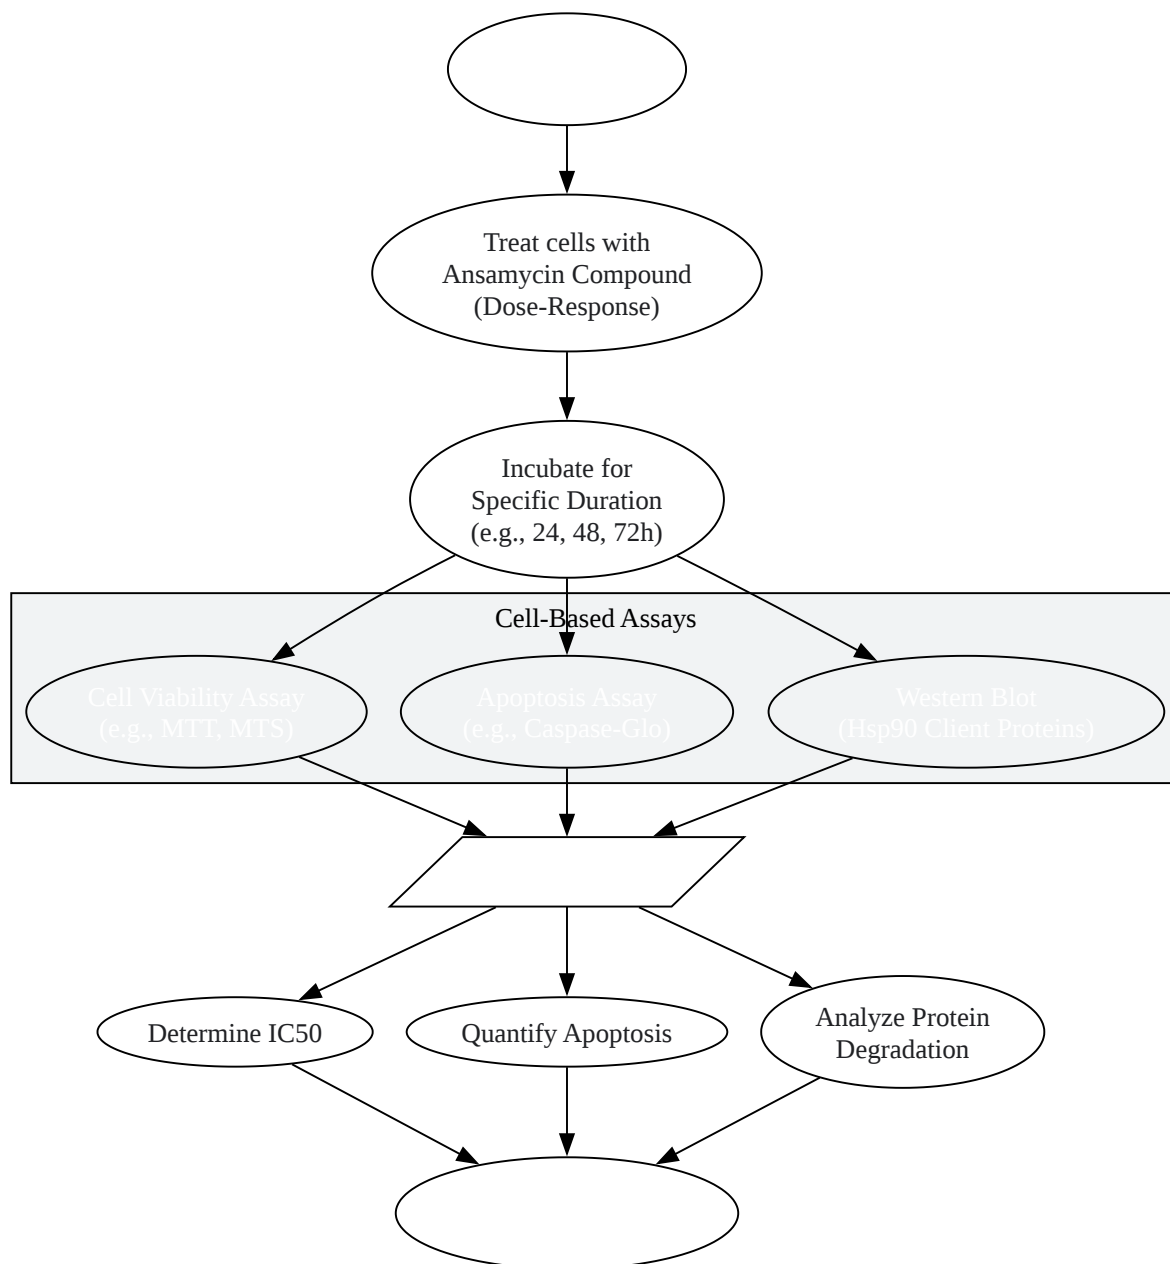 Treat cells with
Ansamycin Compound
(Dose-Response)
Incubate for
Specific Duration
(e.g., 24, 48, 72h)
Cell-Based Assays
Cell Viability Assay
(e.g., MTT, MTS)
Apoptosis Assay
(e.g., Caspase-Glo)
Western Blot
(Hsp90 Client Proteins)
Determine IC50
Quantify Apoptosis
Analyze Protein
Degradation